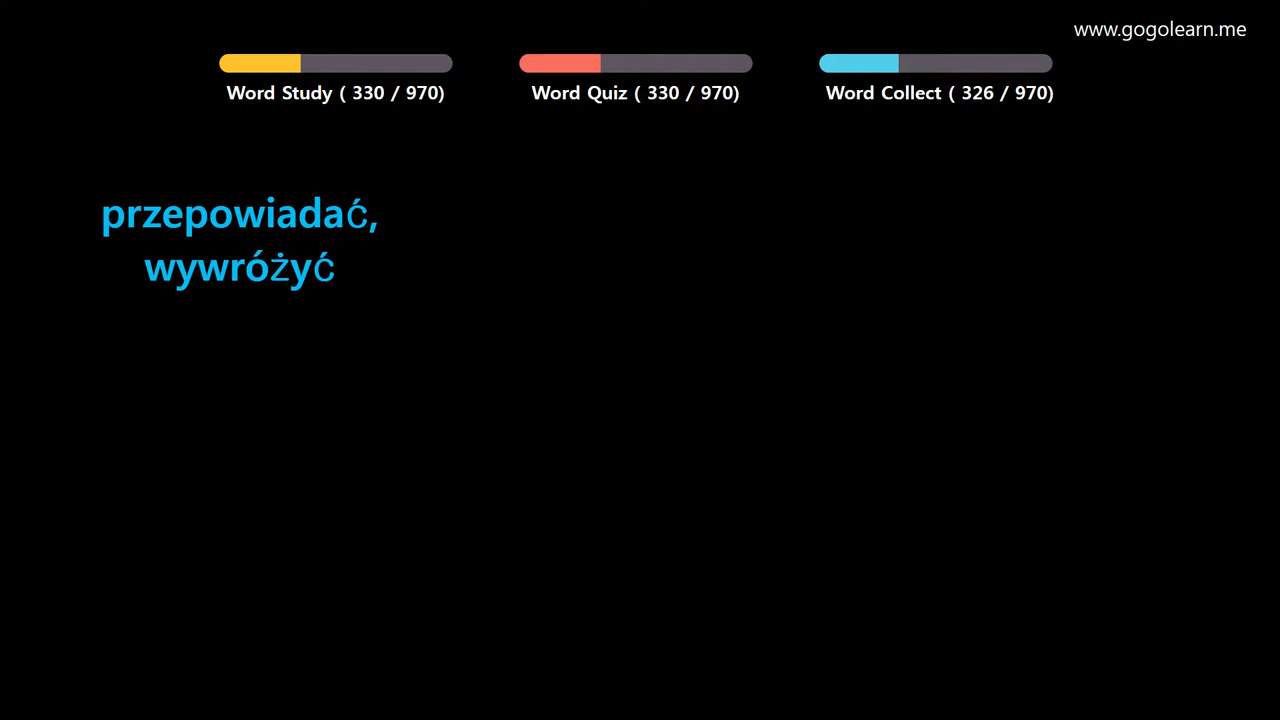 www.gogolearn.me
Word Study ( 330 / 970)
Word Quiz ( 330 / 970)
Word Collect ( 326 / 970)
przepowiadać,
wywróżyć